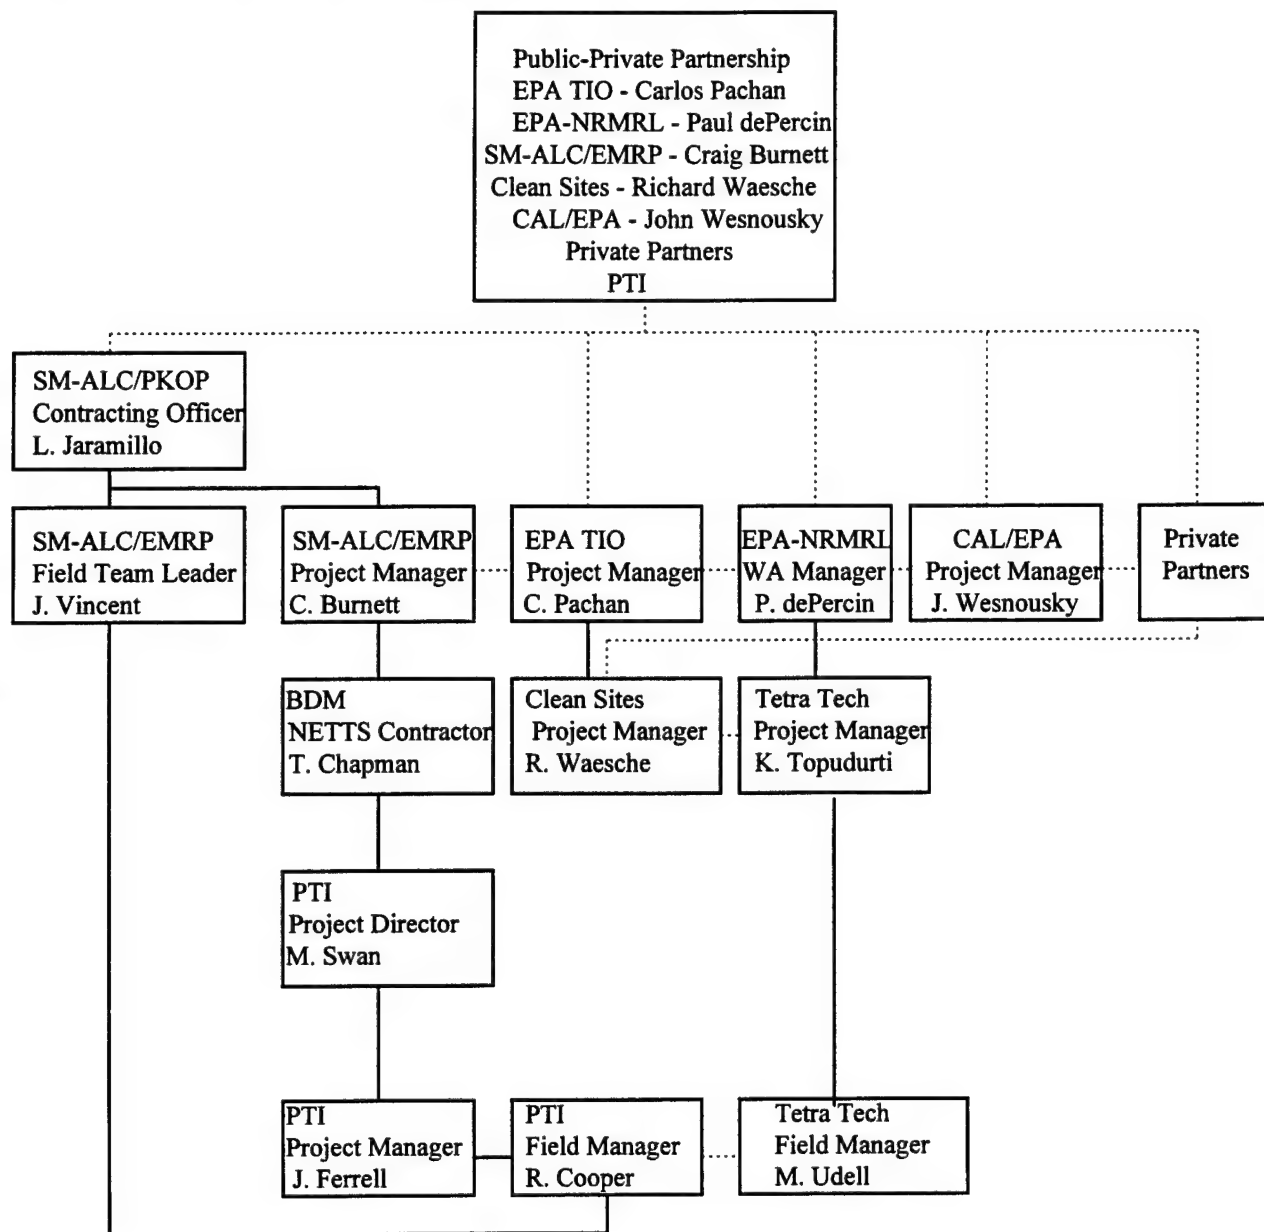 Public-Private Partnership
EPA TIO - Carlos Pachan
EPA-NRMRL - Paul dePercin
SM-ALC/EMRP - Craig Burnett
Clean Sites - Richard Waesche
CAL/EPA - John Wesnousky
Private Partners
PTI
SM-ALC/PKOP
Contracting Officer
L. Jaramillo
SM-ALC/EMRP
Field Team Leader
J. Vincent
SM-ALC/EMRP
Project Manager
C. Burnett
EPA TIO
Project Manager
C. Pachan
EPA-NRMRL
WA Manager
P. dePercin
CAL/EPA
Project Manager
J. Wesnousky
Private
Partners
BDM
NETTS Contractor
T. Chapman
Clean Sites
Project Manager
R. Waesche
Tetra Tech
Project Manager
K. Topudurti
PTI
Project Director
M. Swan
PTI
Project Manager
J. Ferrell
PTI
Field Manager
R. Cooper
Tetra Tech
Field Manager
M. Udell